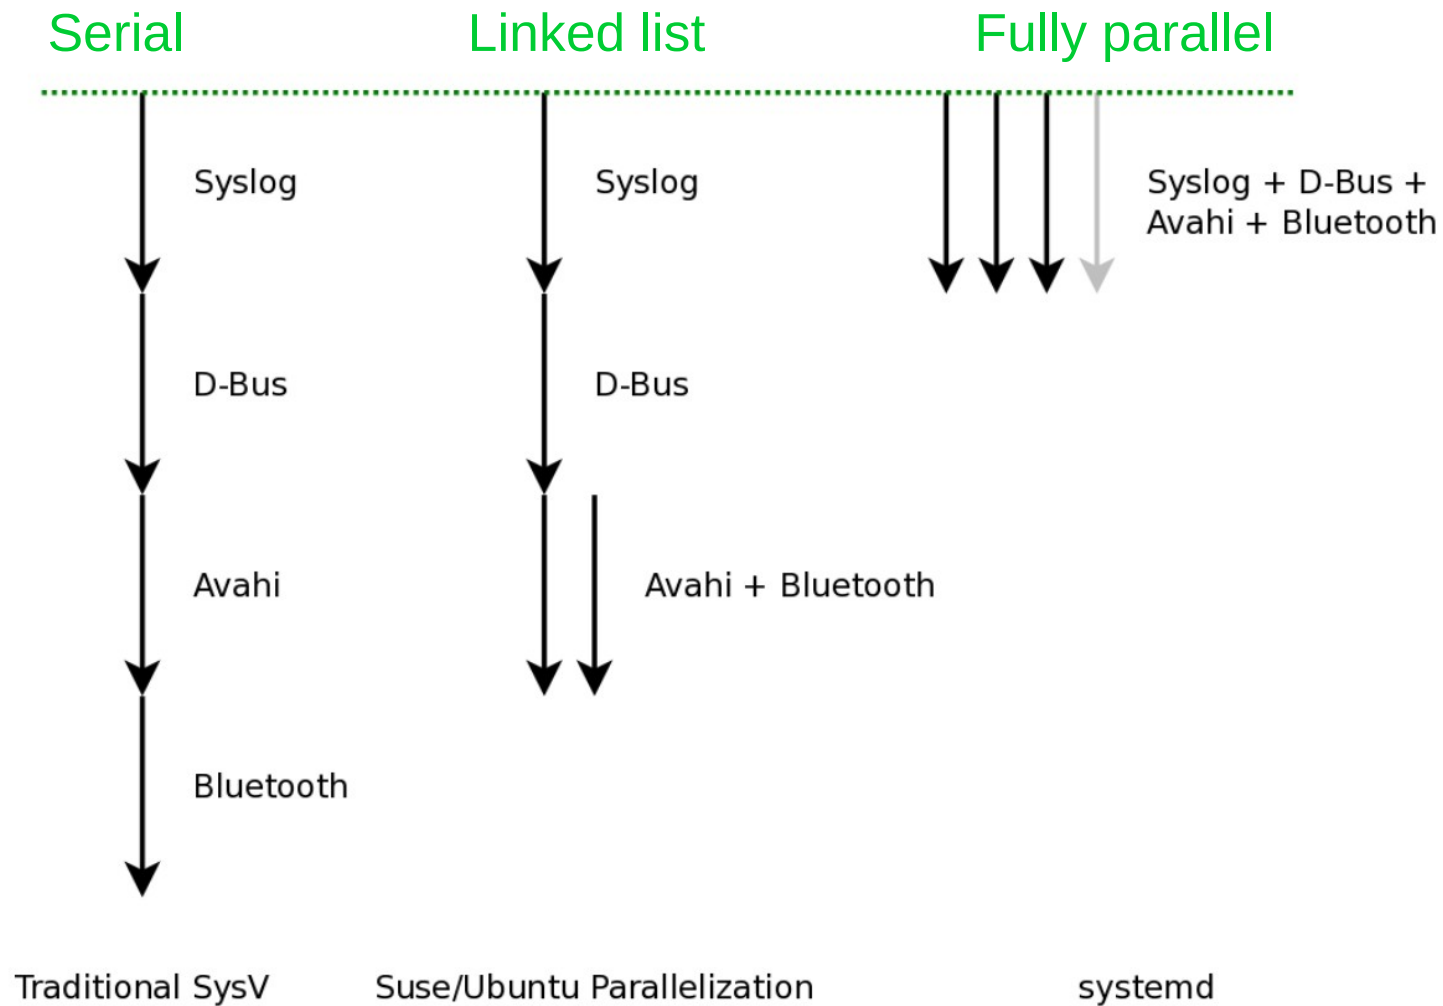 Serial
Linked list
Fully parallel
Syslog
D-Bus
Avahi
Bluetooth
Traditional SysV
Syslog
D-Bus
Avahi + Bluetooth
Suse/Ubuntu Parallelization
Syslog + D-Bus +
Avahi + Bluetooth
systemd